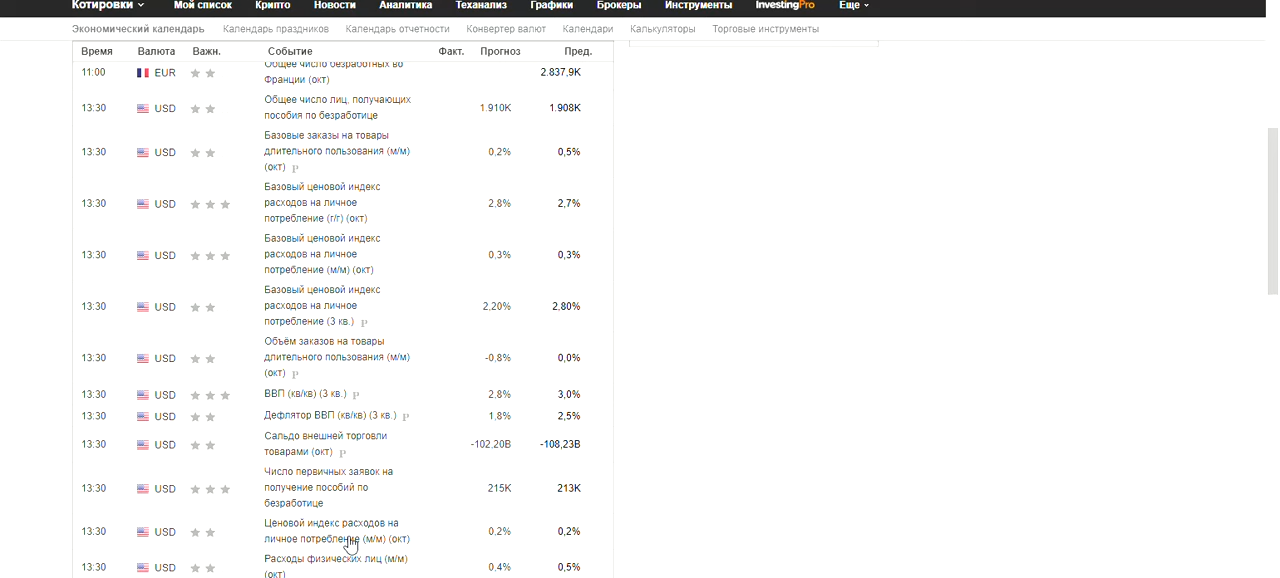 Котировки Мой список Крипто Новости Аналитика Теханализ Графики Брокеры Инструменты InvestingPro Еще
Экономический календарь Календарь праздников Календарь отчетности Конвертер валют Календари Калькуляторы Торговые инструменты
Время Валюта Важн. Событие Факт. Прогноз Пред.
11:00 EUR Общее число безработных во 2.837,9K
Франции (окт)
13:30 USD Общее число лиц, получающих 1.910K 1.908K
пособия по безработице
Базовые заказы на товары
13:30 USD длительного пользования (м/м) 0,2% 0,5%
(окт) P
Базовый ценовой индекс
13:30 USD расходов на личное 2,8% 2,7%
потребление (г/г) (окт)
Базовый ценовой индекс
13:30 USD расходов на личное 0,3% 0,3%
потребление (м/м) (окт)
Базовый ценовой индекс
13:30 USD расходов на личное 2,20% 2,80%
потребление (3 кв.) P
Объём заказов на товары
13:30 USD длительного пользования (м/м) -0,8% 0,0%
(окт) P
13:30 USD ВВП (кв/кв) (3 кв.) P 2,8% 3,0%
13:30 USD Дефлятор ВВП (кв/кв) (3 кв.) P 1,8% 2,5%
13:30 USD Сальдо внешней торговли -102,20B -108,23B
товарами (окт) P
Число первичных заявок на
13:30 USD получение пособий по 215K 213K
безработице
13:30 USD Ценовой индекс расходов на 0,2% 0,2%
личное потребление (м/м) (окт)
13:30 USD Расходы физических лиц (м/м) 0,4% 0,5%
(окт)